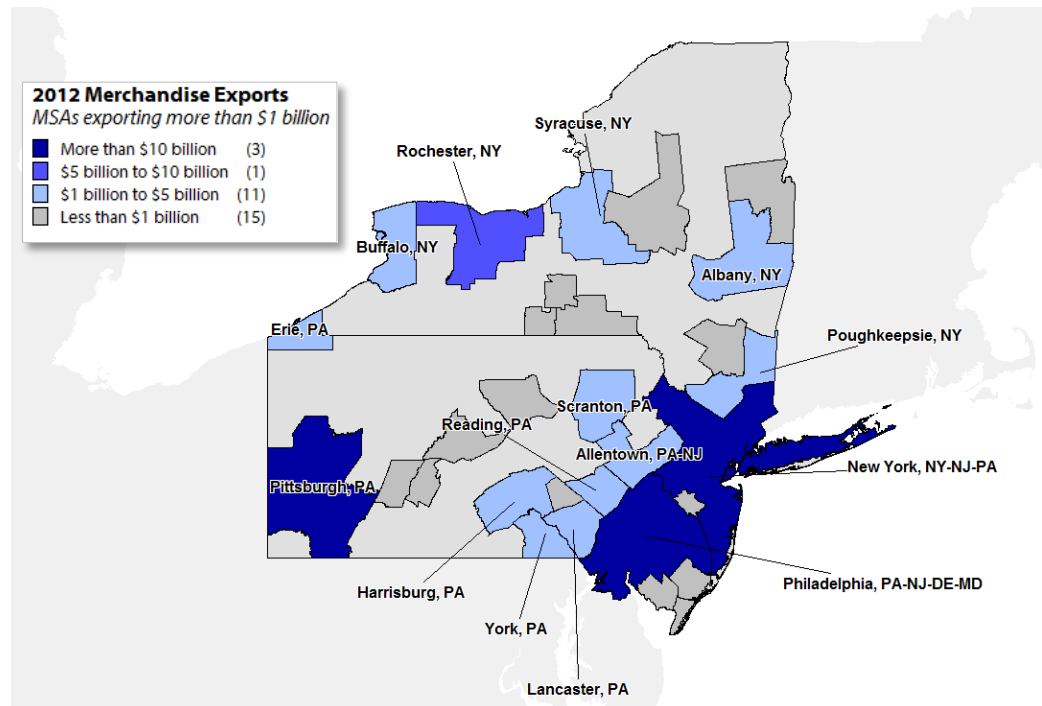 2012 Merchandise Exports
MSAs exporting more than $1 billion
More than $10 billion (3)
$5 billion to $10 billion (1)
$1 billion to $5 billion (11)
Less than $1 billion (15)
Syracuse, NY
Rochester, NY
Buffalo, NY
Albany, NY
Erie, PA
Poughkeepsie, NY
Scranton, PA
Reading, PA
Allentown, PA-NJ
New York, NY-NJ-PA
Pittsburgh, PA
Philadelphia, PA-NJ-DE-MD
Harrisburg, PA
York, PA
Lancaster, PA